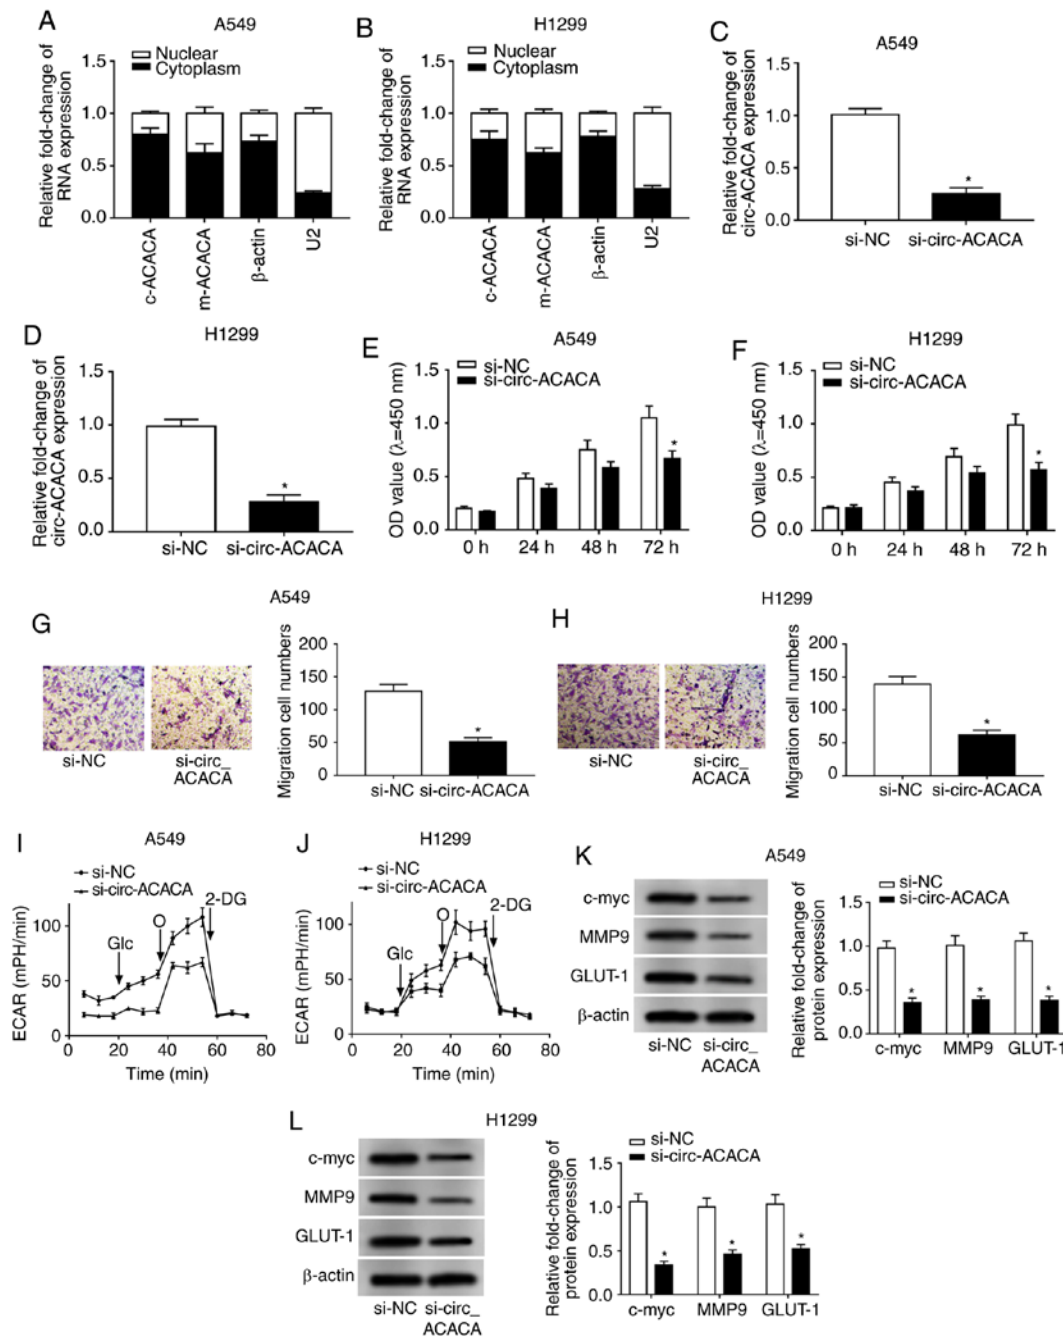 A
A549
Nuclear
Cytoplasm
Relative fold-change of
RNA expression
1.5
1.0
0.5
0.0
c-ACACA
m-ACACA
β-actin
U2
B
H1299
Nuclear
Cytoplasm
Relative fold-change of
RNA expression
1.5
1.0
0.5
0.0
c-ACACA
m-ACACA
β-actin
U2
C
A549
Relative fold-change of
circ-ACACA expression
1.5
1.0
0.5
0.0
*
si-NC
si-circ-ACACA
D
H1299
Relative fold-change of
circ-ACACA expression
1.5
1.0
0.5
0.0
*
si-NC
si-circ-ACACA
E
A549
si-NC
si-circ-ACACA
OD value (λ=450 nm)
1.5
1.0
0.5
0.0
*
0 h
24 h
48 h
72 h
F
H1299
si-NC
si-circ-ACACA
OD value (λ=450 nm)
1.5
1.0
0.5
0.0
*
0 h
24 h
48 h
72 h
G
A549
si-NC
si-circ_
ACACA
Migration cell numbers
200
150
100
50
0
*
si-NC
si-circ-ACACA
H
H1299
si-NC
si-circ_
ACACA
Migration cell numbers
200
150
100
50
0
*
si-NC
si-circ-ACACA
I
A549
si-NC
si-circ-ACACA
ECAR (mPH/min)
100
50
0
Glc
O
2-DG
0
20
40
60
80
Time (min)
J
H1299
si-NC
si-circ-ACACA
ECAR (mPH/min)
100
50
0
Glc
O
2-DG
0
20
40
60
80
Time (min)
K
A549
c-myc
MMP9
GLUT-1
β-actin
si-NC
si-circ_
ACACA
si-NC
si-circ-ACACA
Relative fold-change of
protein expression
1.5
1.0
0.5
0.0
*
*
*
c-myc
MMP9
GLUT-1
L
H1299
c-myc
MMP9
GLUT-1
β-actin
si-NC
si-circ_
ACACA
si-NC
si-circ-ACACA
Relative fold-change of
protein expression
1.5
1.0
0.5
0.0
*
*
*
c-myc
MMP9
GLUT-1